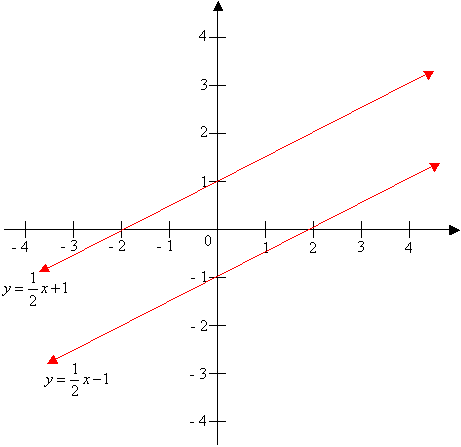 4
3
2
1
- 4 - 3 - 2 - 1 0 1 2 3 4
y = 1/2 x + 1
- 1
- 2
y = 1/2 x − 1
- 3
- 4